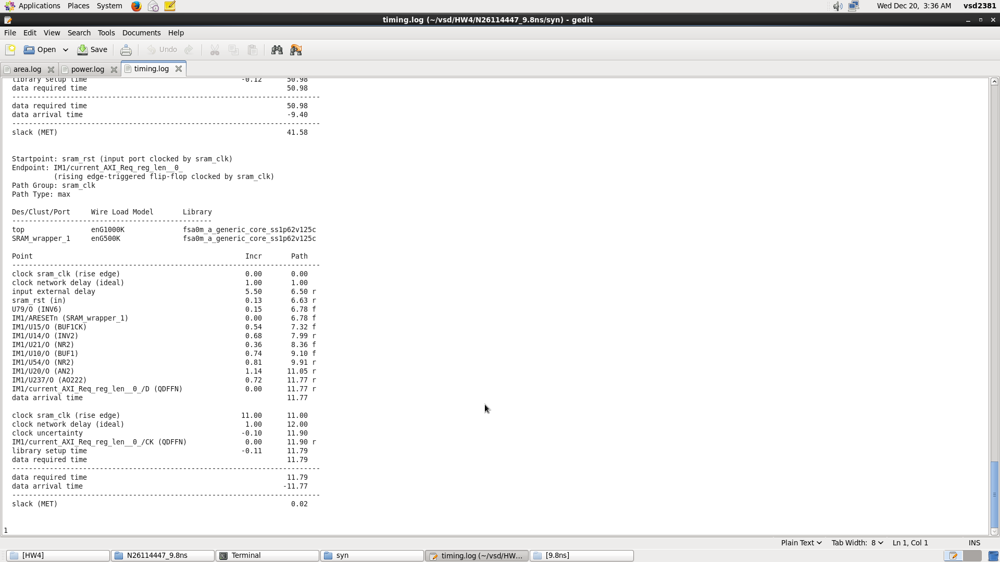 Applications Places System Wed Dec 20, 3:36 AM vsd2381
timing.log (~/vsd/HW4/N26114447_9.8ns/syn) - gedit
File Edit View Search Tools Documents Help
Open Save Undo
area.log power.log timing.log
library setup time -0.12 50.98
data required time 50.98
--------------------------------------------------------------------------
data required time 50.98
data arrival time -9.40
--------------------------------------------------------------------------
slack (MET) 41.58
Startpoint: sram_rst (input port clocked by sram_clk)
Endpoint: IM1/current_AXI_Req_reg_len__0_
(rising edge-triggered flip-flop clocked by sram_clk)
Path Group: sram_clk
Path Type: max
Des/Clust/Port Wire Load Model Library
------------------------------------------------
top enG1000K fsa0m_a_generic_core_ss1p62v125c
SRAM_wrapper_1 enG500K fsa0m_a_generic_core_ss1p62v125c
Point Incr Path
--------------------------------------------------------------------------
clock sram_clk (rise edge) 0.00 0.00
clock network delay (ideal) 1.00 1.00
input external delay 5.50 6.50 r
sram_rst (in) 0.13 6.63 r
U79/O (INV6) 0.15 6.78 f
IM1/ARESETn (SRAM_wrapper_1) 0.00 6.78 f
IM1/U15/O (BUF1CK) 0.54 7.32 f
IM1/U14/O (INV2) 0.68 7.99 r
IM1/U21/O (NR2) 0.36 8.36 f
IM1/U10/O (BUF1) 0.74 9.10 f
IM1/U54/O (NR2) 0.81 9.91 r
IM1/U20/O (AN2) 1.14 11.05 r
IM1/U237/O (AO222) 0.72 11.77 r
IM1/current_AXI_Req_reg_len__0_/D (QDFFN) 0.00 11.77 r
data arrival time 11.77
clock sram_clk (rise edge) 11.00 11.00
clock network delay (ideal) 1.00 12.00
clock uncertainty -0.10 11.90
IM1/current_AXI_Req_reg_len__0_/CK (QDFFN) 0.00 11.90 r
library setup time -0.11 11.79
data required time 11.79
--------------------------------------------------------------------------
data required time 11.79
data arrival time -11.77
--------------------------------------------------------------------------
slack (MET) 0.02
1
Plain Text Tab Width: 8 Ln 1, Col 1 INS
[HW4] N26114447_9.8ns Terminal syn timing.log (~/vsd/HW... [9.8ns]